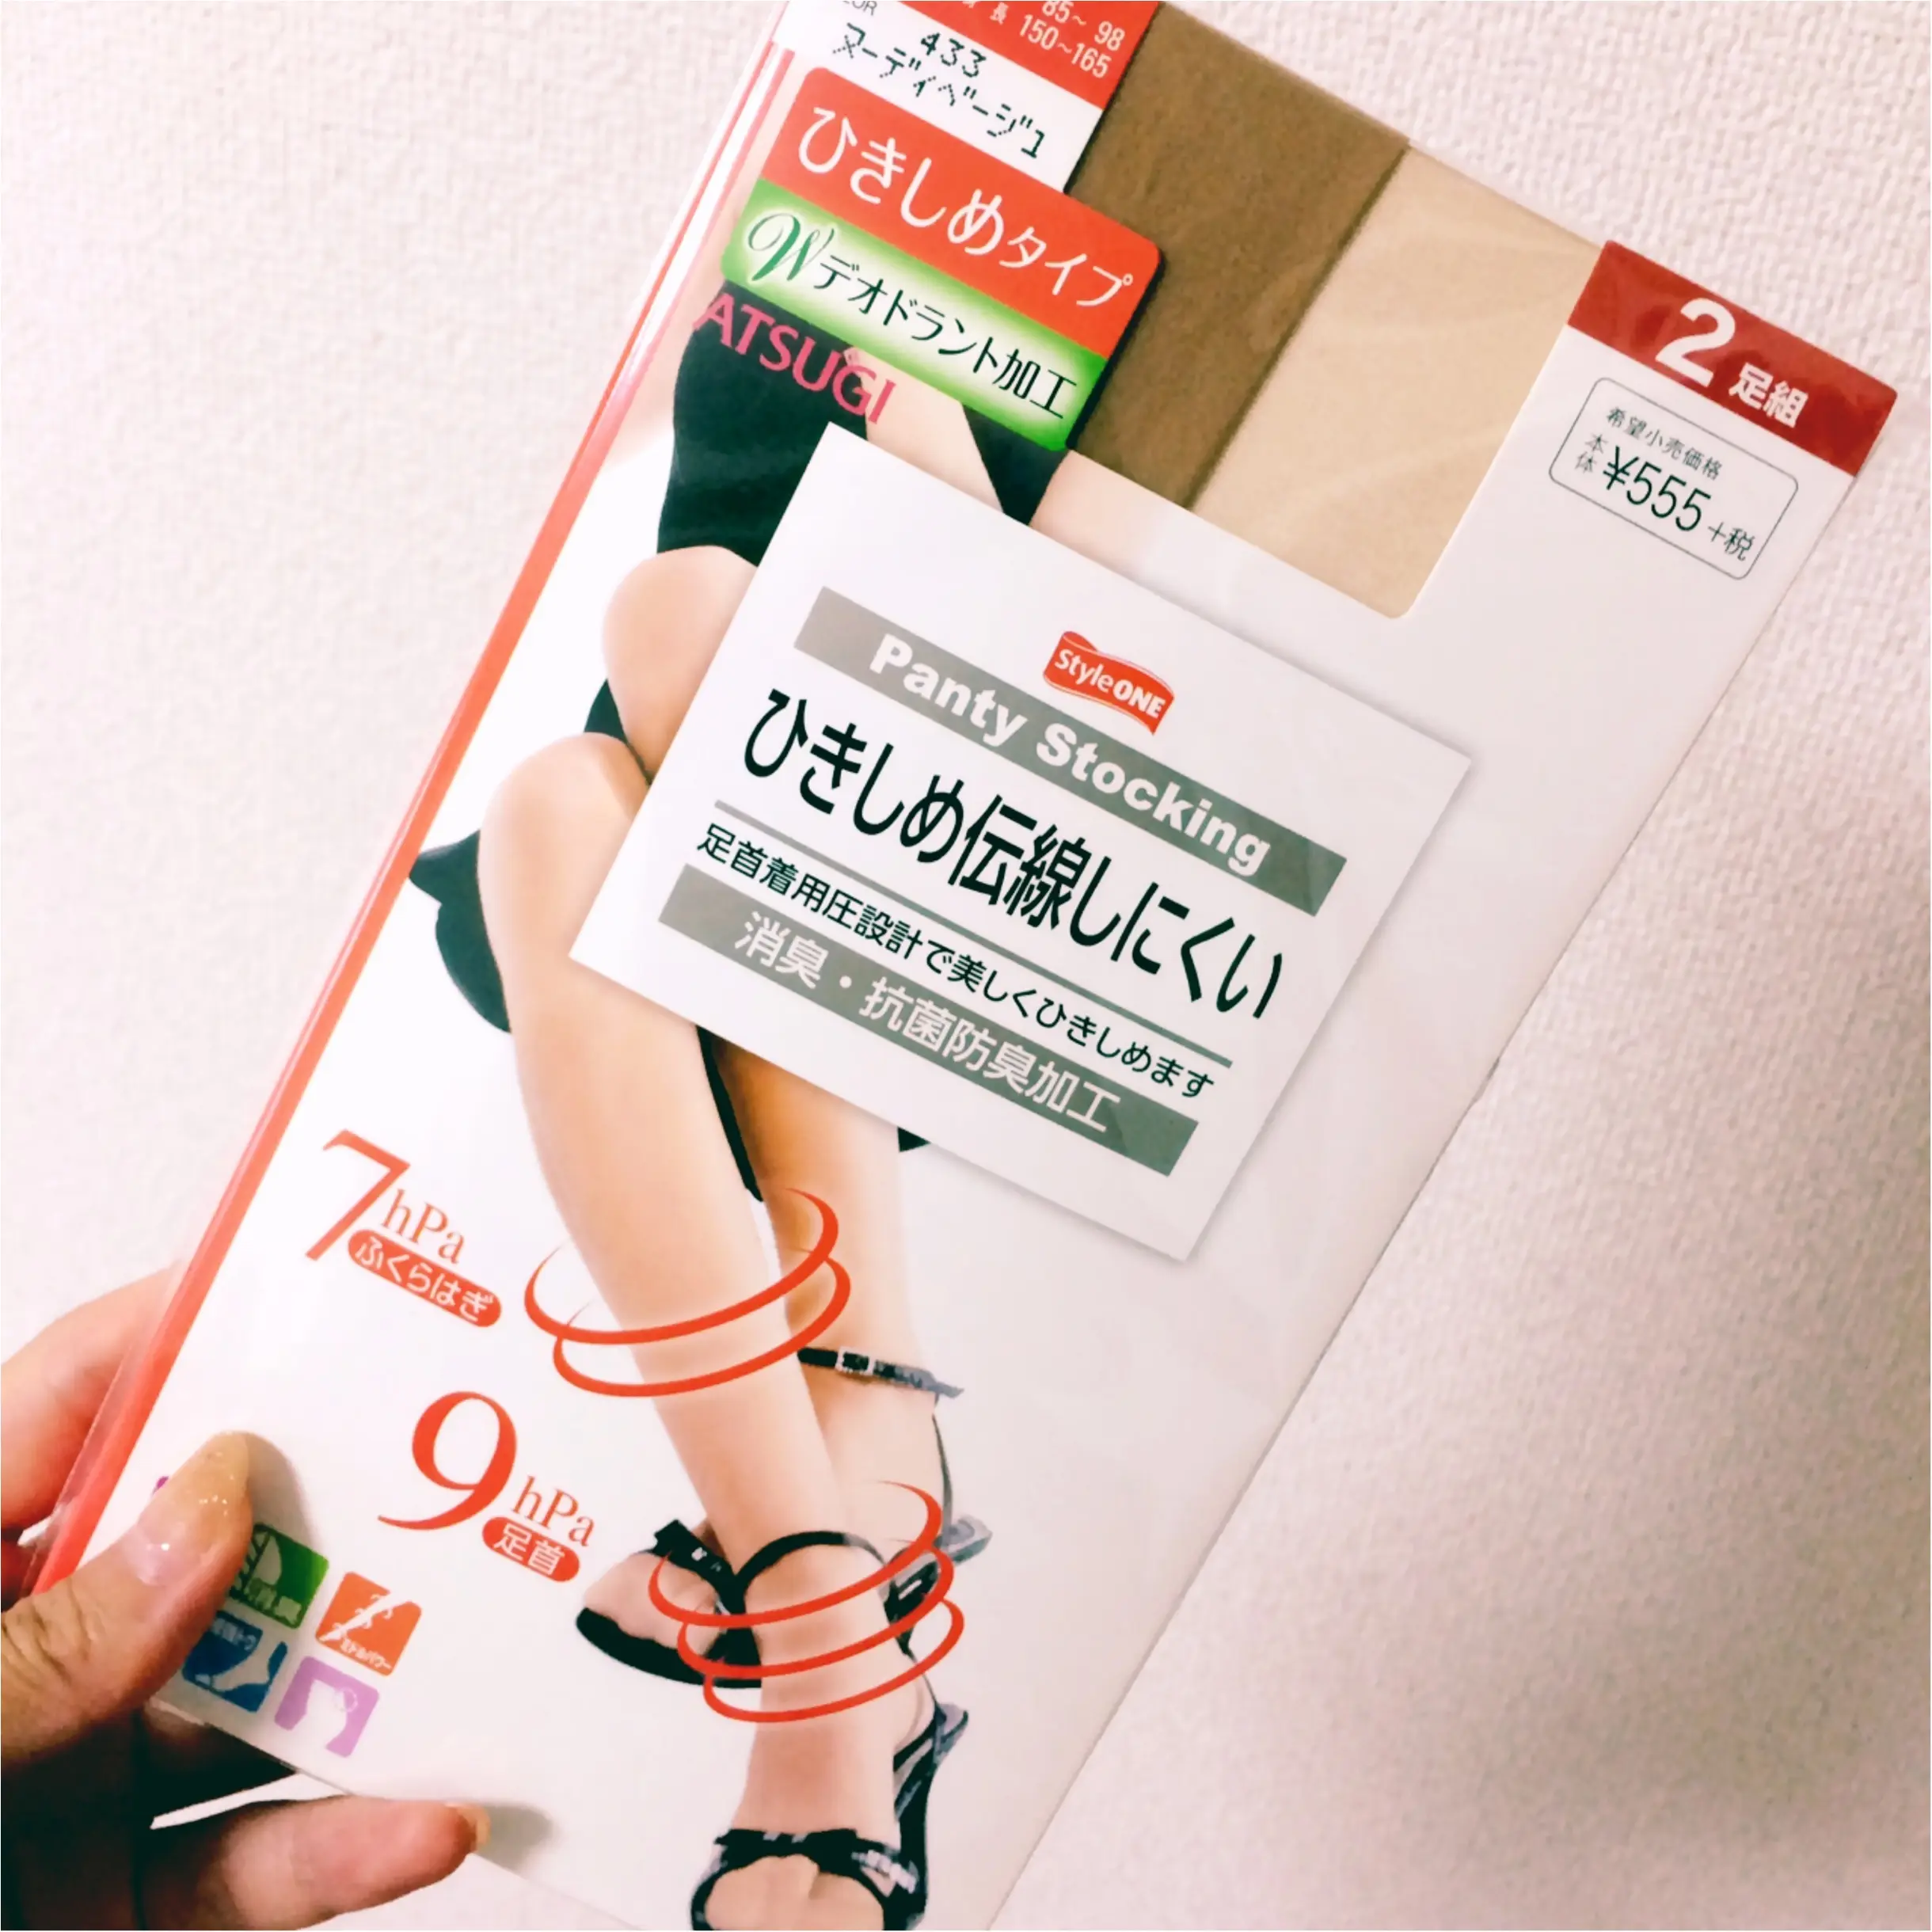 85~98
身長 150~165
433
ヌーディベージュ
ひきしめタイプ
Wデオドラント加工
ATSUGI
2足組
希望小売価格
本体 ¥555+税
StyleONE
Panty Stocking
ひきしめ伝線しにくい
足首着用圧設計で美しくひきしめます
消臭・抗菌防臭加工
7hPa
ふくらはぎ
9hPa
足首